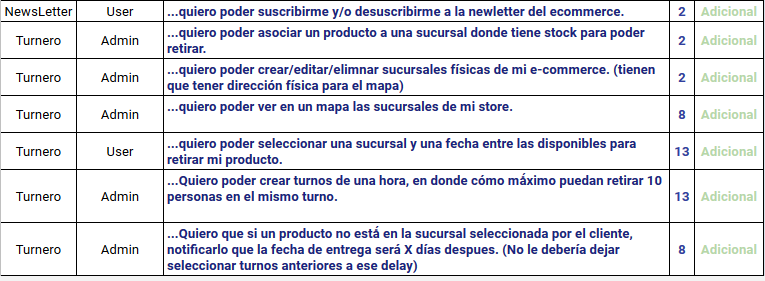 NewsLetter User ...quiero poder suscribirme y/o desuscribirme a la newletter del ecommerce. 2 Adicional
Turnero Admin ...quiero poder asociar un producto a una sucursal donde tiene stock para poder 2 Adicional
retirar.
Turnero Admin ...quiero poder crear/editar/elimnar sucursales físicas de mi e-commerce. (tienen 2 Adicional
que tener dirección física para el mapa)
Turnero Admin ...quiero poder ver en un mapa las sucursales de mi store. 8 Adicional
Turnero User ...quiero poder seleccionar una sucursal y una fecha entre las disponibles para 13 Adicional
retirar mi producto.
Turnero Admin ...Quiero poder crear turnos de una hora, en donde cómo máximo puedan retirar 10 13 Adicional
personas en el mismo turno.
Turnero Admin ...Quiero que si un producto no está en la sucursal seleccionada por el cliente, 8 Adicional
notificarlo que la fecha de entrega será X días despues. (No le debería dejar
seleccionar turnos anteriores a ese delay)